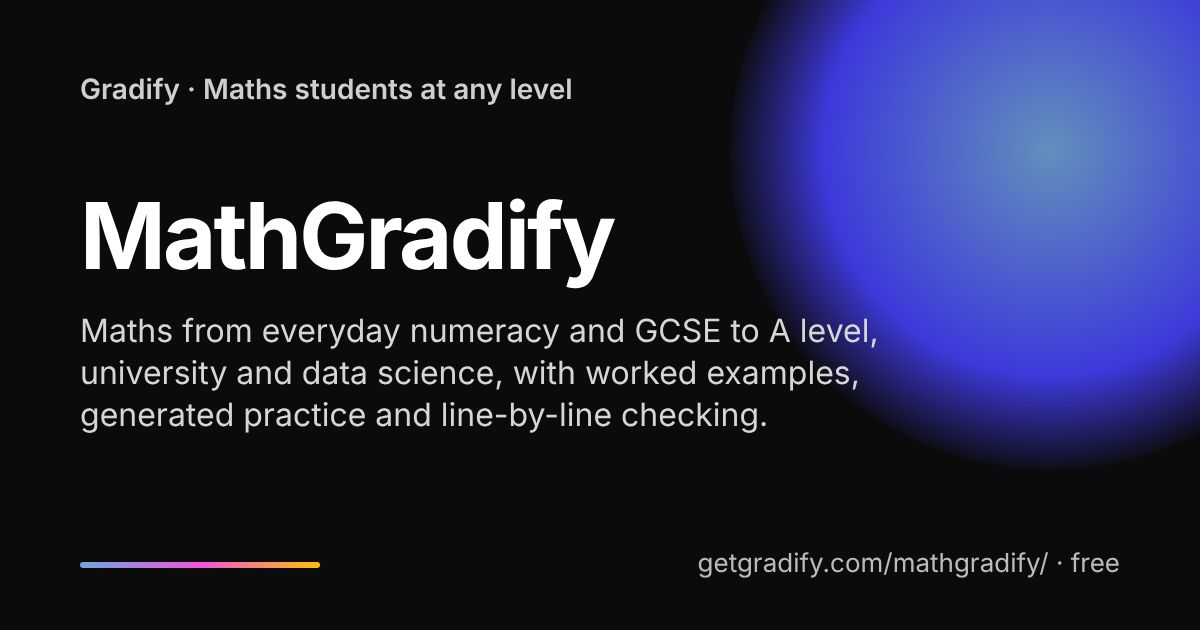 Gradify · Maths students at any level
MathGradify
Maths from everyday numeracy and GCSE to A level,
university and data science, with worked examples,
generated practice and line-by-line checking.
getgradify.com/mathgradify/ · free